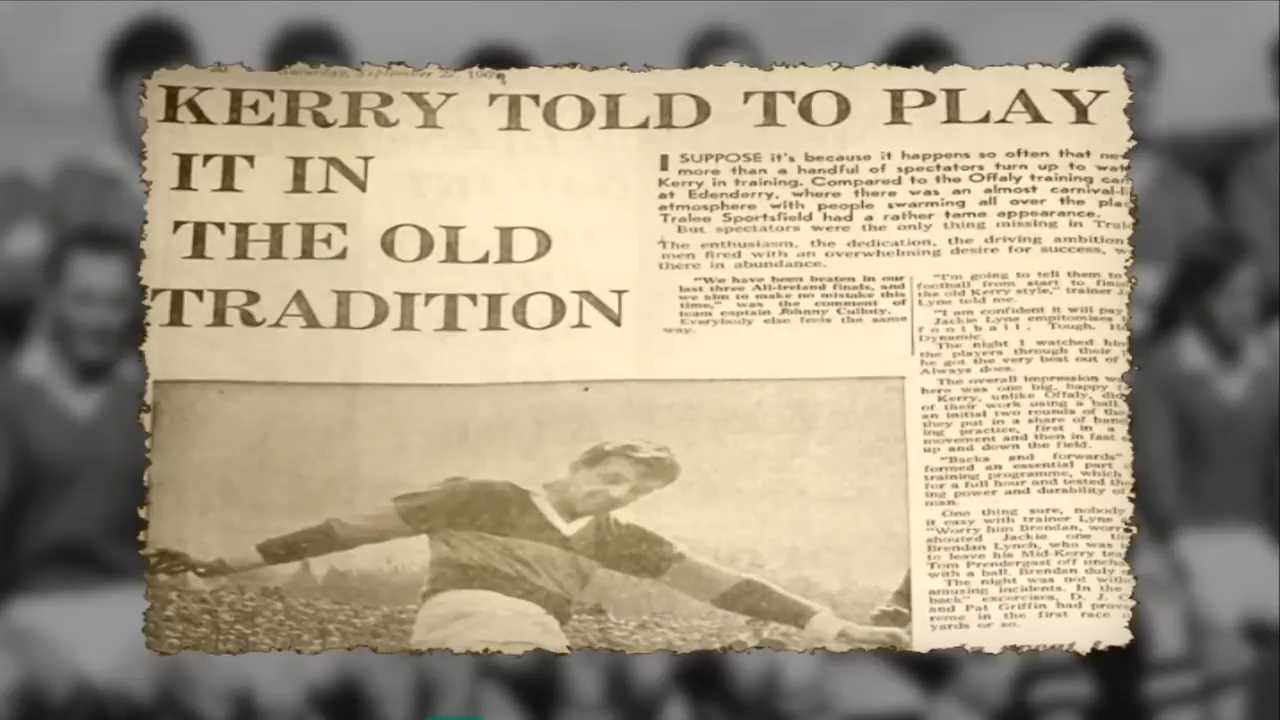 Saturday, September 27, 1969
KERRY TOLD TO PLAY
IT IN
THE OLD
TRADITION
I SUPPOSE it's because it happens so often that
more than a handful of spectators turn up to
Kerry in training. Compared to the Offaly training
at Edenderry, where there was an almost
atmosphere with people swarming all over the
Tralee Sportsfield had a rather tame appearance.
But spectators were the only thing missing in
The enthusiasm, the dedication, the driving ambition
men fired with an overwhelming desire for success,
there in abundance.
"We have been beaten in our
last three All-Ireland finals, and
we aim to make no mistake this
time," was the comment of
team captain Johnny Culloty.
Everybody else feels the same
way.
"I'm going to tell them to
football from start to
the old Kerry style," trainer
Lyne told me.
"I am confident it will pay
Jackie Lyne empitomises
football. Tough.
Dynamic.
The night I watched
the players through their
he got the very best out of
Always does.
The overall impression
here was one big, happy
Kerry, unlike Offaly,
of their work using a ball.
an initial two rounds of
they put in a share of
ing practice, first in a
movement and then in fast
up and down the field.
"Backs and forwards"
formed an essential part
training programme, which
for a full hour and tested
ing power and durability of
man.
One thing sure, nobody
it easy with trainer Lyne
"Worry him Brendan,
shouted Jackie one
Brendan Lynch, who was
to leave his Mid-Kerry
Tom Prendergast off
with a ball. Brendan duly
The night was not
amusing incidents. In the
back" excercises, D. J.
and Pat Griffin had
reme in the first race
yards or so.